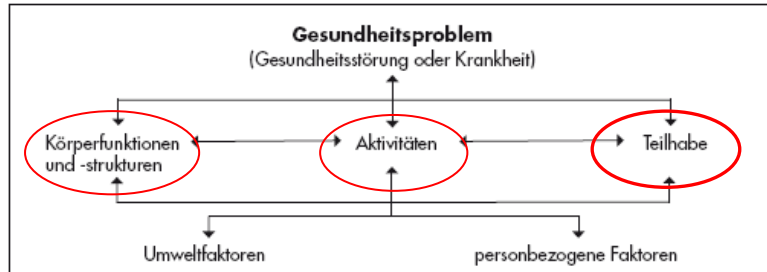 Gesundheitsproblem
(Gesundheitsstörung oder Krankheit)
Körperfunktionen
und -strukturen
Aktivitäten
Teilhabe
Umweltfaktoren
personbezogene Faktoren